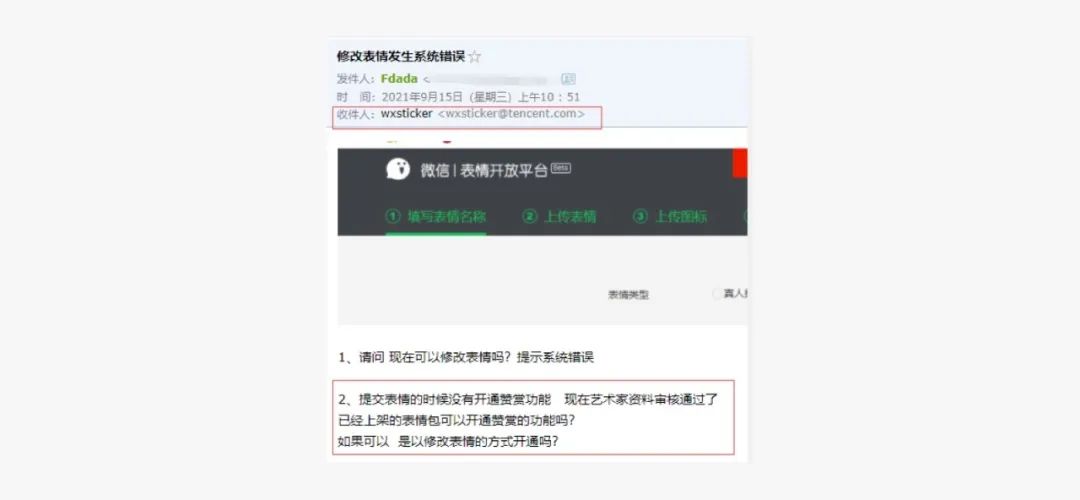 修改表情发生系统错误
发件人：Fdada <
时 间：2021年9月15日（星期三）上午10：51
收件人：wxsticker <wxsticker@tencent.com>
微信 | 表情开放平台 Beta
① 填写表情名称 ② 上传表情 ③ 上传图标
表情类型 真人
1、请问 现在可以修改表情吗？提示系统错误
2、提交表情的时候没有开通赞赏功能 现在艺术家资料审核通过了
已经上架的表情包可以开通赞赏的功能吗？
如果可以 是以修改表情的方式开通吗？